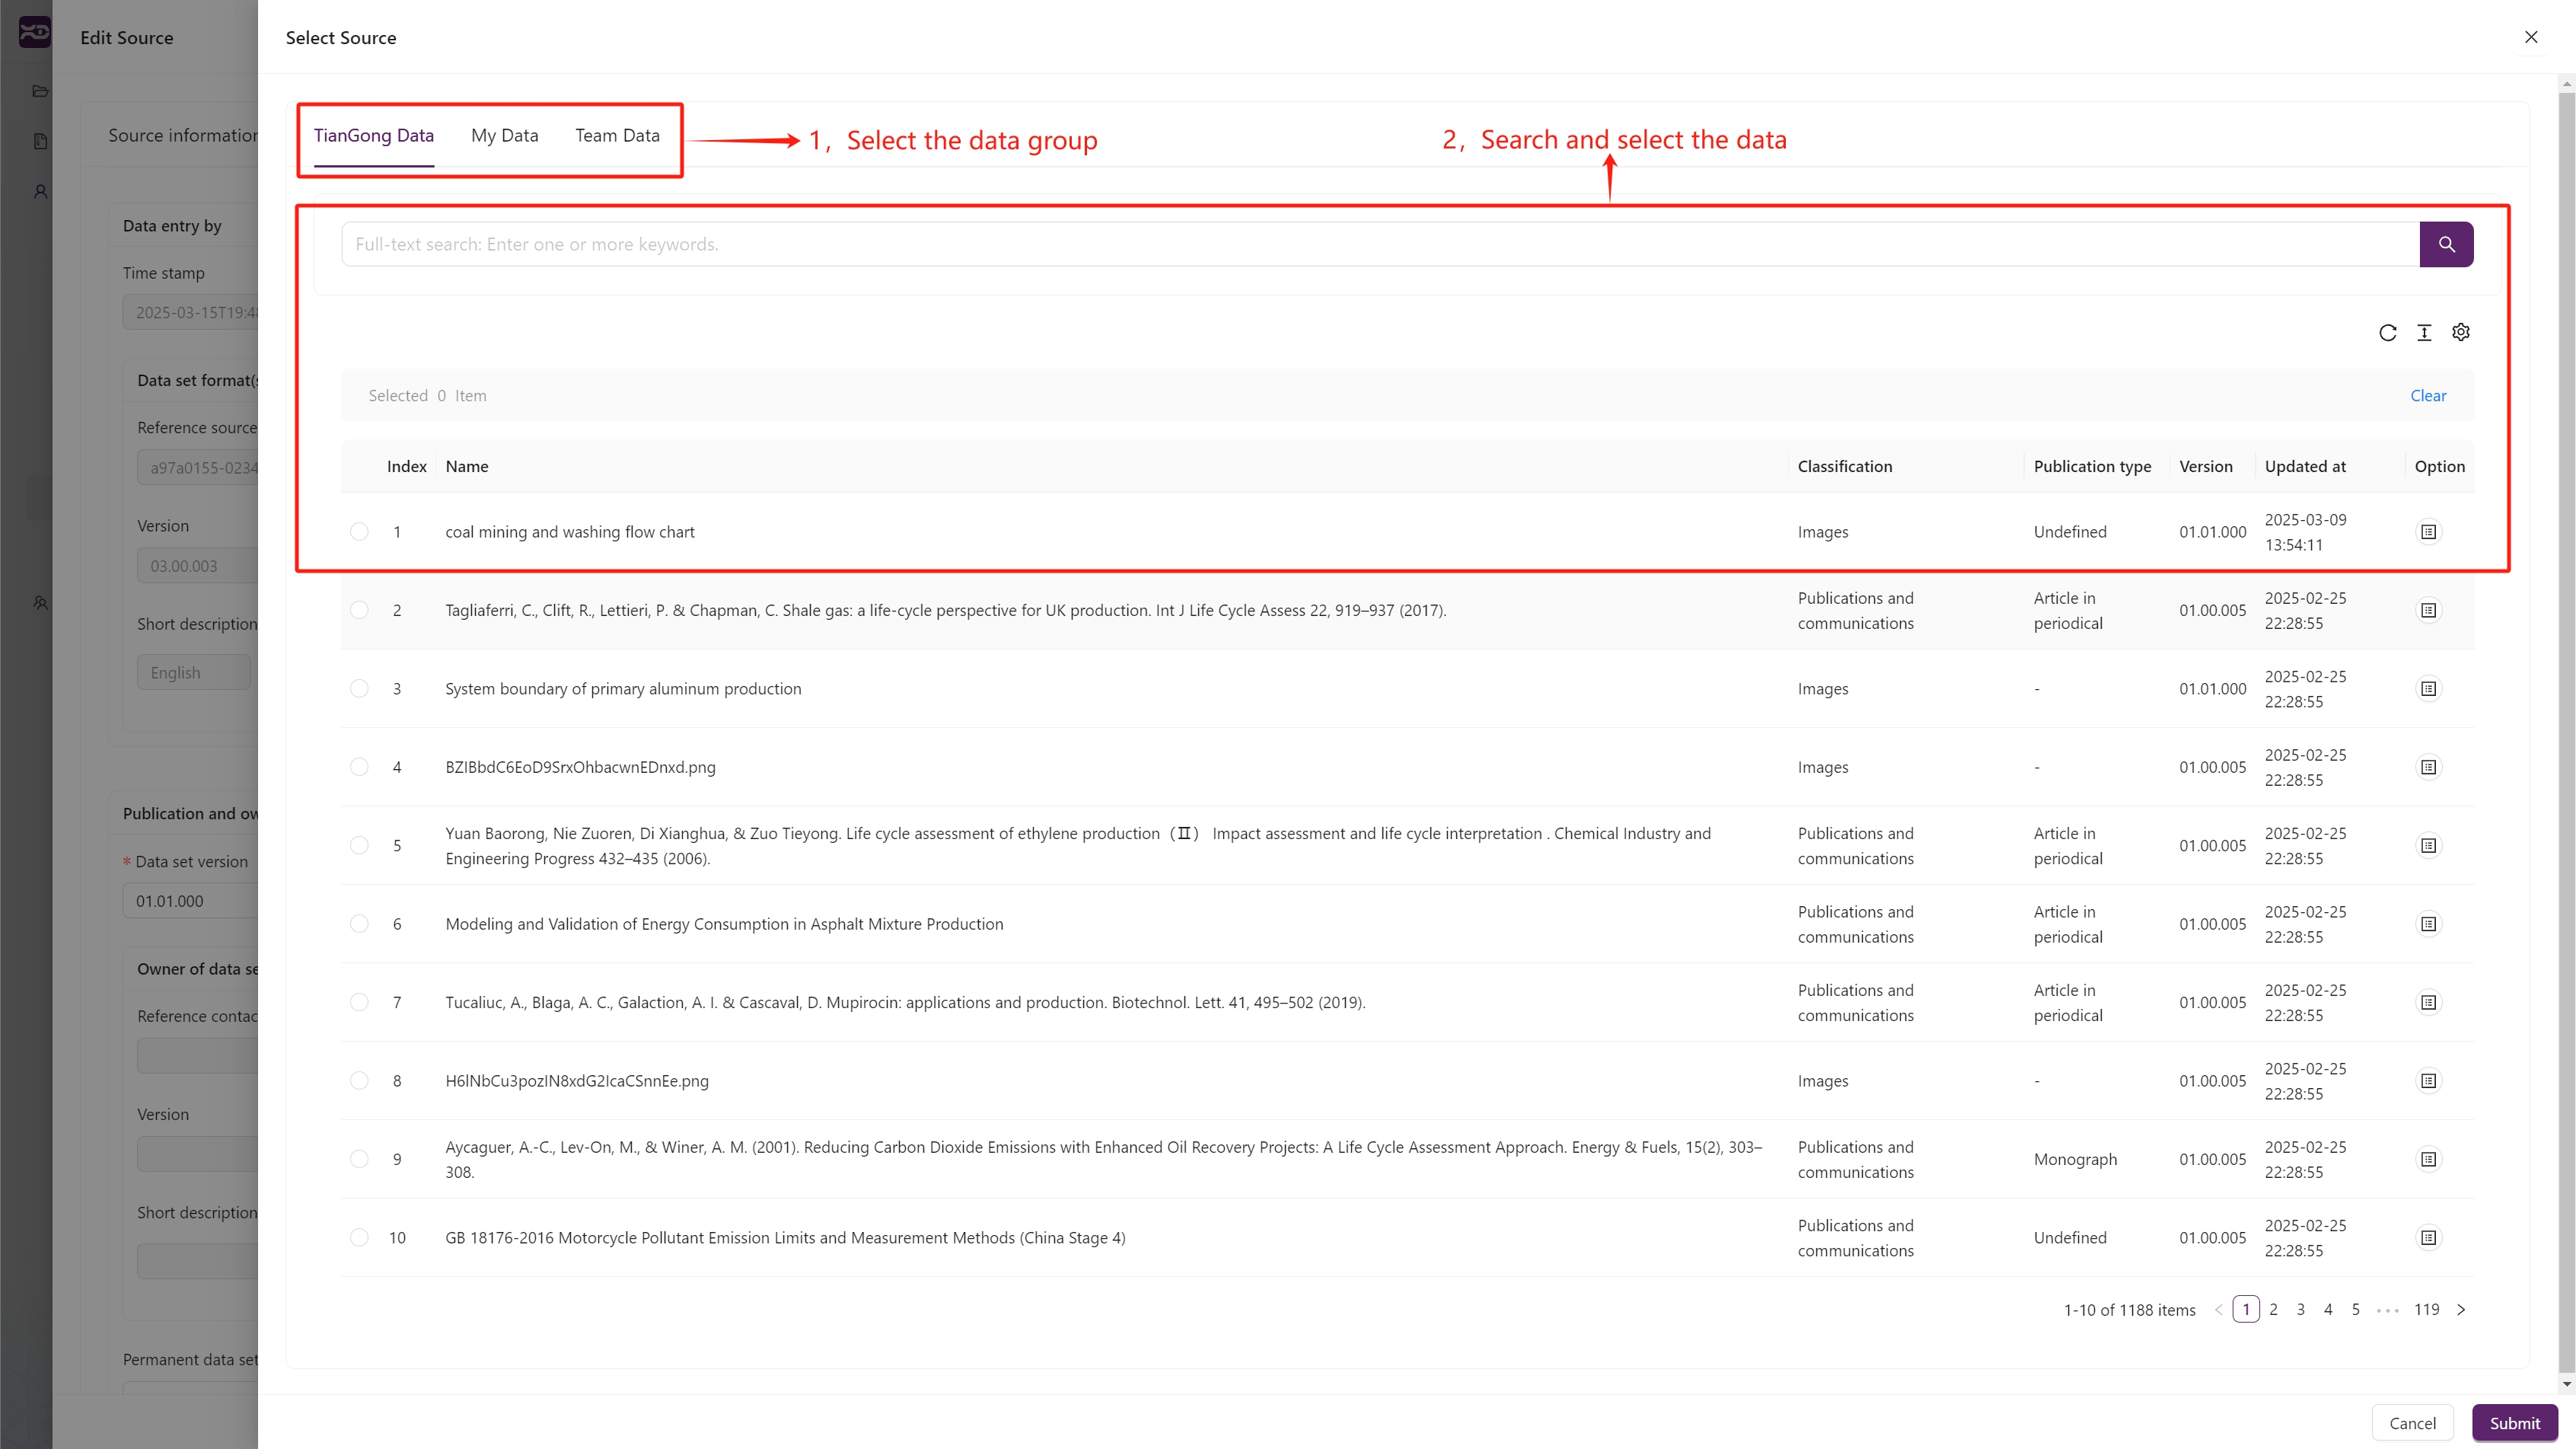 Edit Source
Select Source
Source information
TianGong Data My Data Team Data
1，Select the data group
2，Search and select the data
Data entry by
Full-text search: Enter one or more keywords.
Time stamp
2025-03-15T19:48
Data set format(s
Selected 0 Item Clear
Reference source
a97a0155-0234
Index Name Classification Publication type Version Updated at Option
Version
03.00.003
Short description
English
1 coal mining and washing flow chart Images Undefined 01.01.000 2025-03-09
13:54:11
2 Tagliaferri, C., Clift, R., Lettieri, P. & Chapman, C. Shale gas: a life-cycle perspective for UK production. Int J Life Cycle Assess 22, 919–937 (2017). Publications and communications Article in periodical 01.00.005 2025-02-25
22:28:55
3 System boundary of primary aluminum production Images - 01.01.000 2025-02-25
22:28:55
4 BZIBbdC6EoD9SrxOhbacwnEDnxd.png Images - 01.00.005 2025-02-25
22:28:55
Publication and ow
* Data set version
01.01.000
5 Yuan Baorong, Nie Zuoren, Di Xianghua, & Zuo Tieyong. Life cycle assessment of ethylene production（Ⅱ） Impact assessment and life cycle interpretation . Chemical Industry and
Engineering Progress 432–435 (2006). Publications and communications Article in periodical 01.00.005 2025-02-25
22:28:55
6 Modeling and Validation of Energy Consumption in Asphalt Mixture Production Publications and communications Article in periodical 01.00.005 2025-02-25
22:28:55
Owner of data se
Reference contac
7 Tucaliuc, A., Blaga, A. C., Galaction, A. I. & Cascaval, D. Mupirocin: applications and production. Biotechnol. Lett. 41, 495–502 (2019). Publications and communications Article in periodical 01.00.005 2025-02-25
22:28:55
8 H6lNbCu3pozIN8xdG2IcaCSnnEe.png Images - 01.00.005 2025-02-25
22:28:55
Version
9 Aycaguer, A.-C., Lev-On, M., & Winer, A. M. (2001). Reducing Carbon Dioxide Emissions with Enhanced Oil Recovery Projects: A Life Cycle Assessment Approach. Energy & Fuels, 15(2), 303–
308. Publications and communications Monograph 01.00.005 2025-02-25
22:28:55
Short description
10 GB 18176-2016 Motorcycle Pollutant Emission Limits and Measurement Methods (China Stage 4) Publications and communications Undefined 01.00.005 2025-02-25
22:28:55
1-10 of 1188 items < 1 2 3 4 5 ••• 119 >
Permanent data set
Cancel Submit